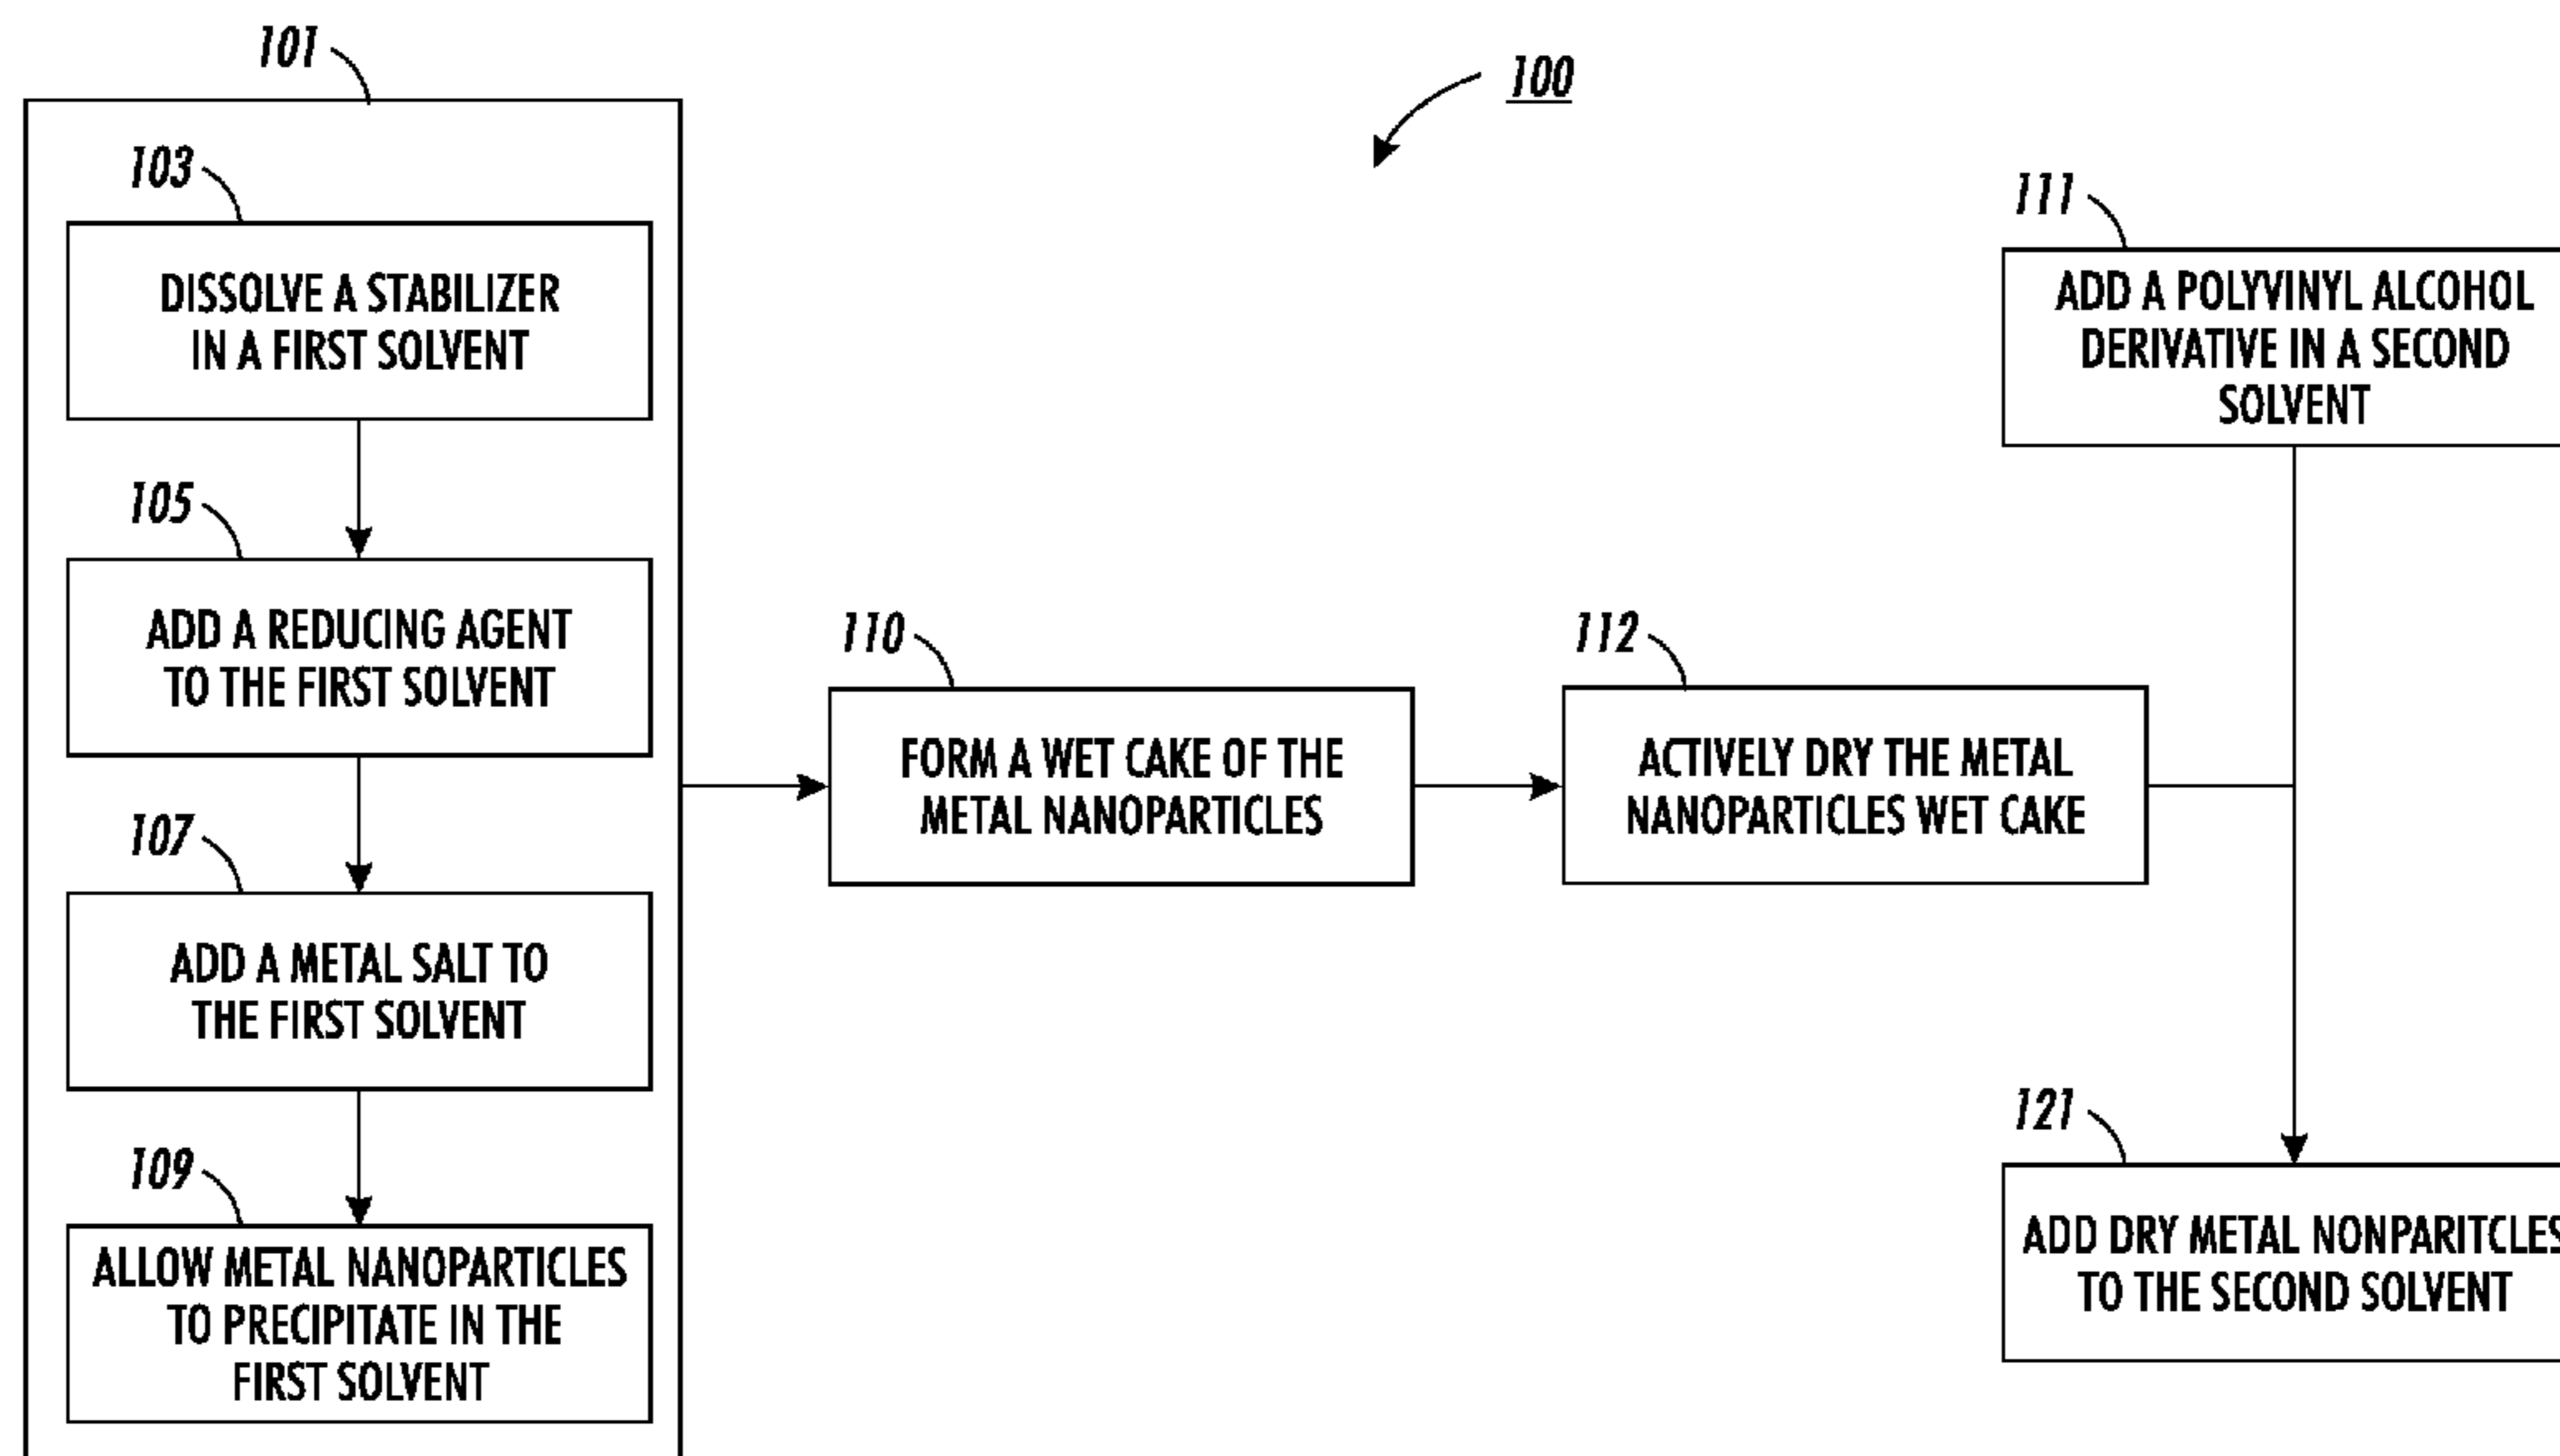 101
100
103
DISSOLVE A STABILIZER
IN A FIRST SOLVENT
105
ADD A REDUCING AGENT
TO THE FIRST SOLVENT
107
ADD A METAL SALT TO
THE FIRST SOLVENT
109
ALLOW METAL NANOPARTICLES
TO PRECIPITATE IN THE
FIRST SOLVENT
110
FORM A WET CAKE OF THE
METAL NANOPARTICLES
112
ACTIVELY DRY THE METAL
NANOPARTICLES WET CAKE
111
ADD A POLYVINYL ALCOHOL
DERIVATIVE IN A SECOND
SOLVENT
121
ADD DRY METAL NONPARITCLES
TO THE SECOND SOLVENT